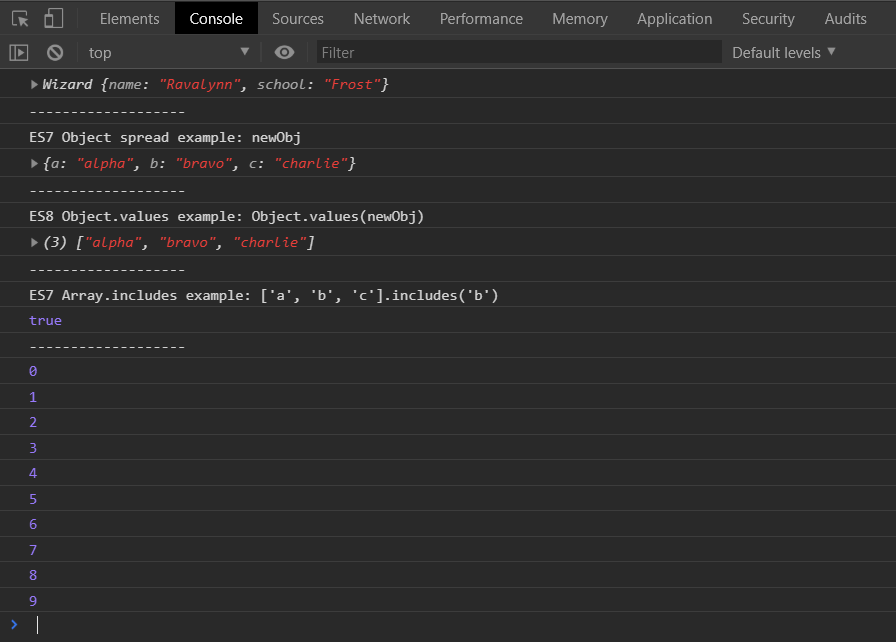 Elements Console Sources Network Performance Memory Application Security Audits
top Filter Default levels
Wizard {name: "Ravalynn", school: "Frost"}
-------------------
ES7 Object spread example: newObj
{a: "alpha", b: "bravo", c: "charlie"}
-------------------
ES8 Object.values example: Object.values(newObj)
(3) ["alpha", "bravo", "charlie"]
-------------------
ES7 Array.includes example: ['a', 'b', 'c'].includes('b')
true
-------------------
0
1
2
3
4
5
6
7
8
9